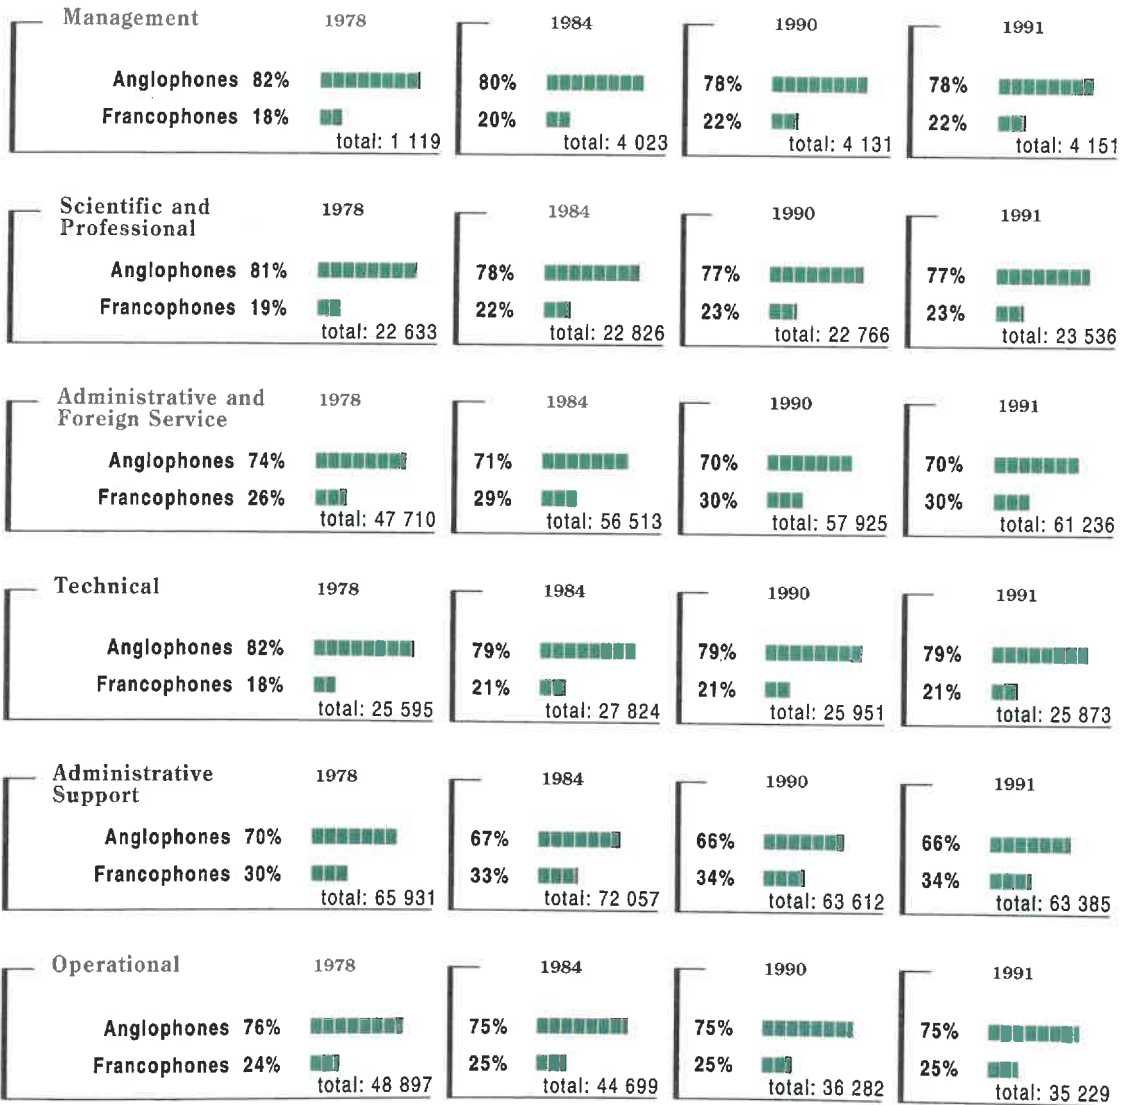 Management 1978 1984 1990 1991
Anglophones 82% 80% 78% 78%
Francophones 18% 20% 22% 22%
total: 1 119 total: 4 023 total: 4 131 total: 4 151
Scientific and 1978 1984 1990 1991
Professional
Anglophones 81% 78% 77% 77%
Francophones 19% 22% 23% 23%
total: 22 633 total: 22 826 total: 22 766 total: 23 536
Administrative and 1978 1984 1990 1991
Foreign Service
Anglophones 74% 71% 70% 70%
Francophones 26% 29% 30% 30%
total: 47 710 total: 56 513 total: 57 925 total: 61 236
Technical 1978 1984 1990 1991
Anglophones 82% 79% 79% 79%
Francophones 18% 21% 21% 21%
total: 25 595 total: 27 824 total: 25 951 total: 25 873
Administrative 1978 1984 1990 1991
Support
Anglophones 70% 67% 66% 66%
Francophones 30% 33% 34% 34%
total: 65 931 total: 72 057 total: 63 612 total: 63 385
Operational 1978 1984 1990 1991
Anglophones 76% 75% 75% 75%
Francophones 24% 25% 25% 25%
total: 48 897 total: 44 699 total: 36 282 total: 35 229